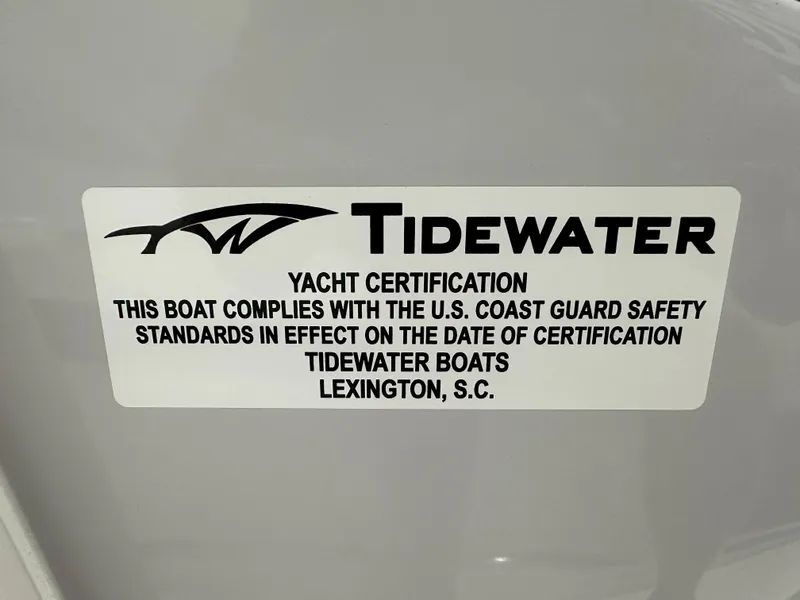 TIDEWATER
YACHT CERTIFICATION
THIS BOAT COMPLIES WITH THE U.S. COAST GUARD SAFETY
STANDARDS IN EFFECT ON THE DATE OF CERTIFICATION
TIDEWATER BOATS
LEXINGTON, S.C.